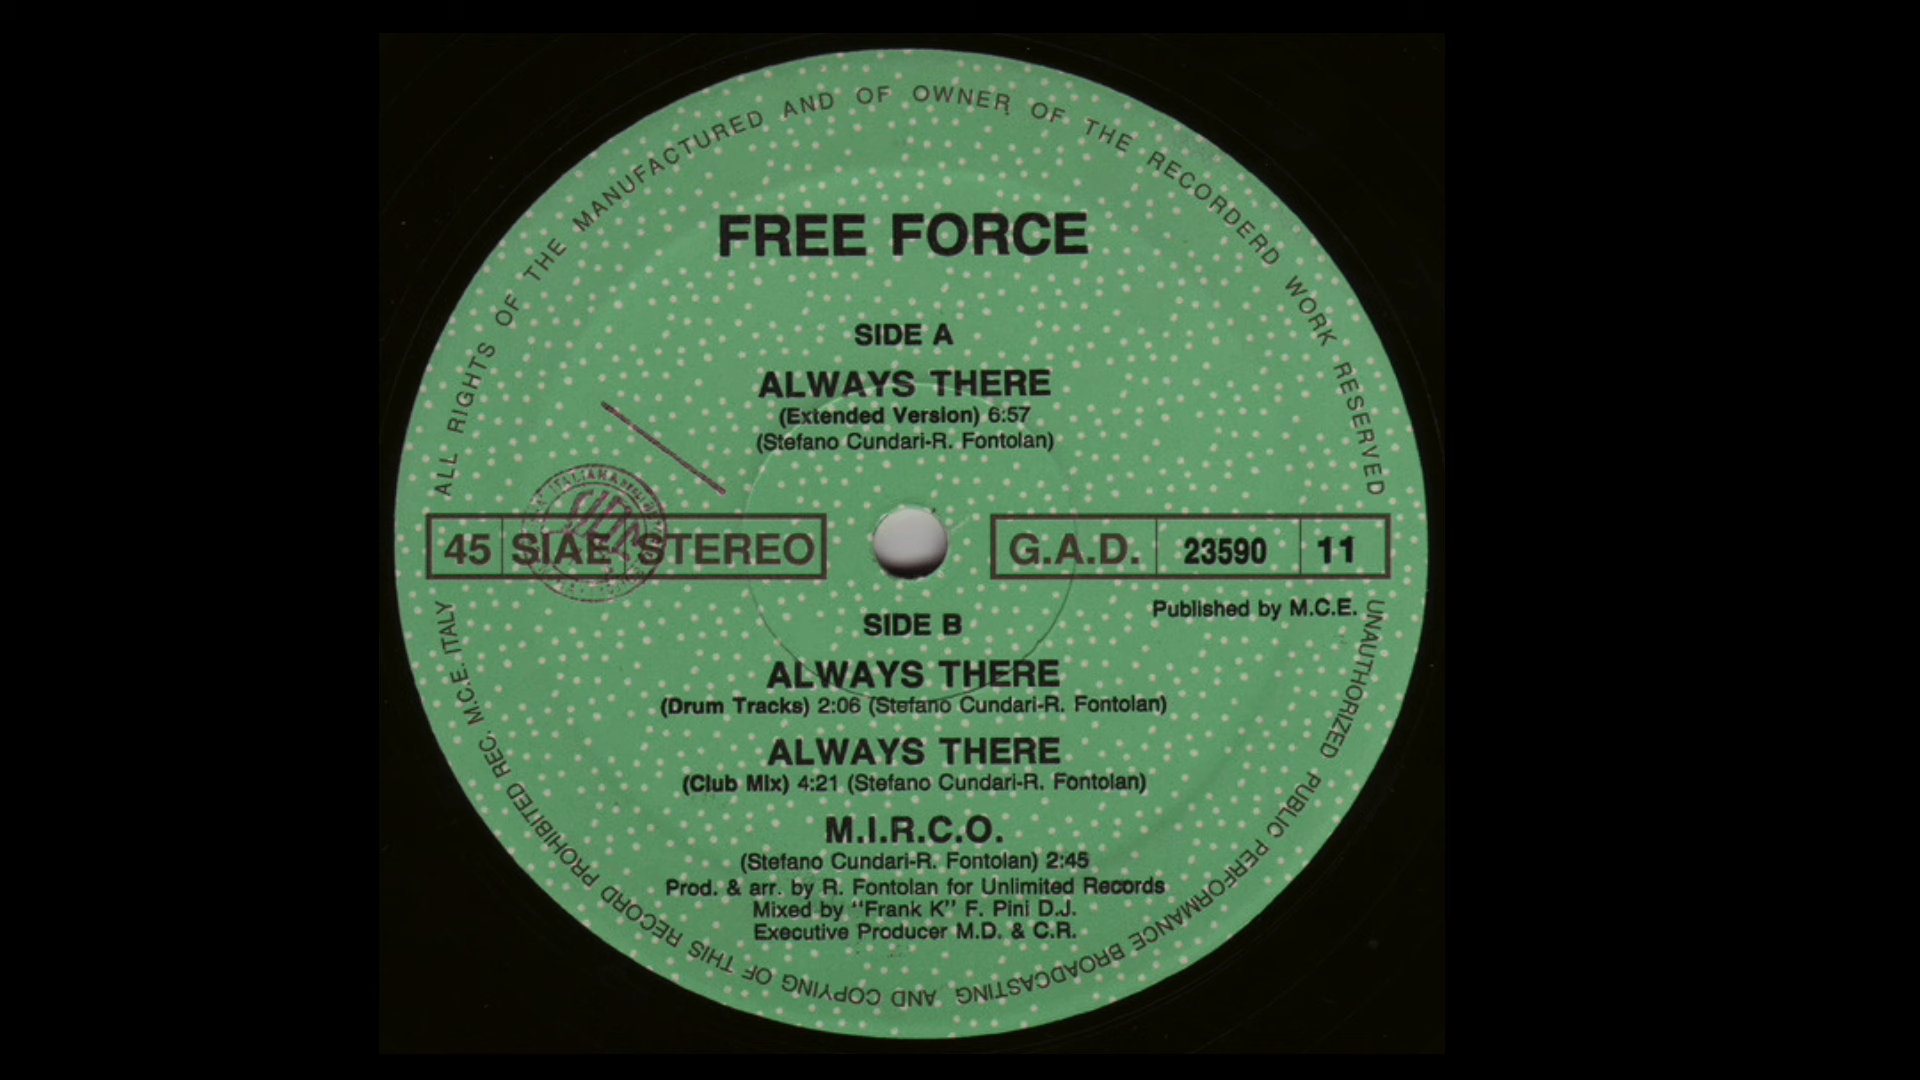 ALL RIGHTS OF THE MANUFACTURED AND OF OWNER OF THE RECORDERD WORK RESERVED
FREE FORCE
SIDE A
ALWAYS THERE
(Extended Version) 6:57
(Stefano Cundari-R. Fontolan)
45 SIAE STEREO
G.A.D. 23590 11
Published by M.C.E.
SIDE B
ALWAYS THERE
(Drum Tracks) 2:06 (Stefano Cundari-R. Fontolan)
ALWAYS THERE
(Club Mix) 4:21 (Stefano Cundari-R. Fontolan)
M.I.R.C.O.
(Stefano Cundari-R. Fontolan) 2:45
Prod. & arr. by R. Fontolan for Unlimited Records
Mixed by "Frank K" F. Pini D.J.
Executive Producer M.D. & C.R.
UNAUTHORIZED PUBLIC PERFORMANCE BROADCASTING AND COPYING OF THIS RECORD PROHIBITED REC. M.C.E. ITALY